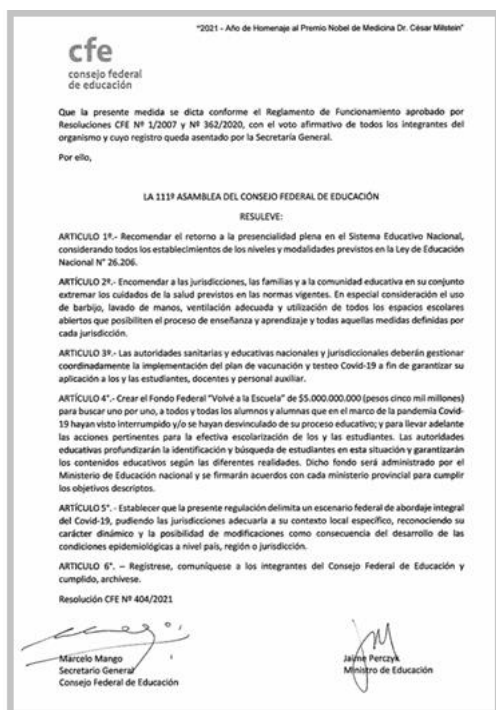 "2021 - Año de Homenaje al Premio Nobel de Medicina Dr. César Milstein"
cfe
consejo federal
de educación
Que la presente medida se dicta conforme el Reglamento de Funcionamiento aprobado por
Resoluciones CFE Nº 1/2007 y Nº 362/2020, con el voto afirmativo de todos los integrantes del
organismo y cuyo registro queda asentado por la Secretaría General.
Por ello,
LA 111º ASAMBLEA DEL CONSEJO FEDERAL DE EDUCACIÓN
RESUELVE:
ARTICULO 1º.- Recomendar el retorno a la presencialidad plena en el Sistema Educativo Nacional,
considerando todos los establecimientos de los niveles y modalidades previstos en la Ley de Educación
Nacional N° 26.206.
ARTÍCULO 2º.- Encomendar a las jurisdicciones, las familias y a la comunidad educativa en su conjunto
extremar los cuidados de la salud previstos en las normas vigentes. En especial consideración el uso
de barbijo, lavado de manos, ventilación adecuada y utilización de todos los espacios escolares
abiertos que posibiliten el proceso de enseñanza y aprendizaje y todas aquellas medidas definidas por
cada jurisdicción.
ARTÍCULO 3º.- Las autoridades sanitarias y educativas nacionales y jurisdiccionales deberán gestionar
coordinadamente la implementación del plan de vacunación y testeo Covid-19 a fin de garantizar su
aplicación a los y las estudiantes, docentes y personal auxiliar.
ARTÍCULO 4°.- Crear el Fondo Federal "Volvé a la Escuela" de $5.000.000.000 (pesos cinco mil millones)
para buscar uno por uno, a todos y todas los alumnos y alumnas que en el marco de la pandemia Covid-
19 hayan visto interrumpido y/o se hayan desvinculado de su proceso educativo; y para llevar adelante
las acciones pertinentes para la efectiva escolarización de los y las estudiantes. Las autoridades
educativas profundizarán la identificación y búsqueda de estudiantes en esta situación y garantizarán
los contenidos educativos según las diferentes realidades. Dicho fondo será administrado por el
Ministerio de Educación nacional y se firmarán acuerdos con cada ministerio provincial para cumplir
los objetivos descriptos.
ARTÍCULO 5°. - Establecer que la presente regulación delimita un escenario federal de abordaje integral
del Covid-19, pudiendo las jurisdicciones adecuarla a su contexto local específico, reconociendo su
carácter dinámico y la posibilidad de modificaciones como consecuencia del desarrollo de las
condiciones epidemiológicas a nivel país, región o jurisdicción.
ARTÍCULO 6°. – Regístrese, comuníquese a los integrantes del Consejo Federal de Educación y
cumplido, archívese.
Resolución CFE Nº 404/2021
Marcelo Mango
Secretario General
Consejo Federal de Educación
Jaime Perczyk
Ministro de Educación